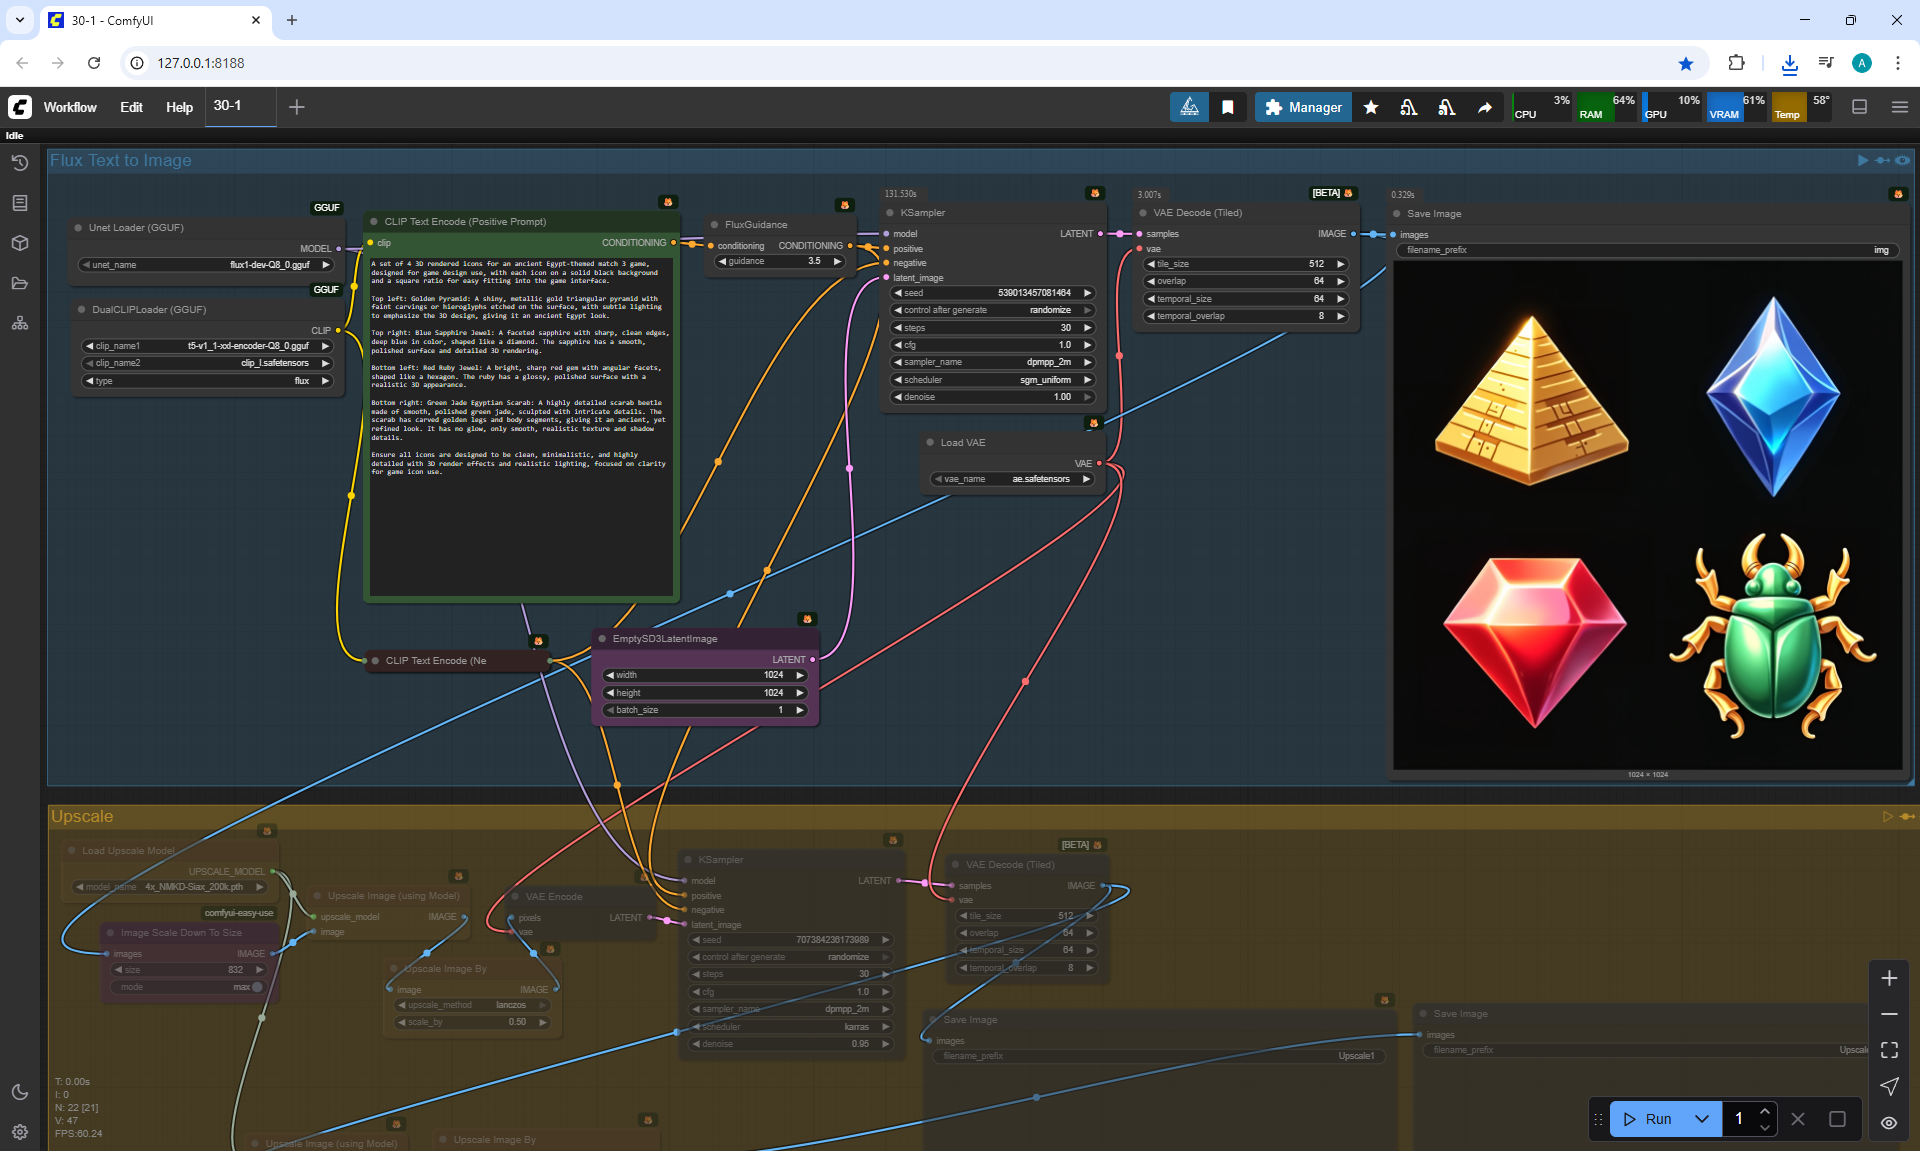 30-1 - ComfyUI
127.0.0.1:8188
Workflow
Edit
Help
30-1
Manager
CPU
3%
RAM
64%
GPU
10%
VRAM
61%
Temp
58°
Idle
Flux Text to Image
GGUF
Unet Loader (GGUF)
MODEL
unet_name
flux1-dev-Q8_0.gguf
GGUF
DualCLIPLoader (GGUF)
CLIP
clip_name1
t5-v1_1-xxl-encoder-Q8_0.gguf
clip_name2
clip_l.safetensors
type
flux
CLIP Text Encode (Positive Prompt)
clip
CONDITIONING
A set of 4 3D rendered icons for an ancient Egypt-themed match 3 game,
designed for game design use, with each icon on a solid black background
and a square ratio for easy fitting into the game interface.
Top left: Golden Pyramid: A shiny, metallic gold triangular pyramid with
faint carvings or hieroglyphs etched on the surface, with subtle lighting
to emphasize the 3D design, giving it an ancient Egypt look.
Top right: Blue Sapphire Jewel: A faceted sapphire with sharp, clean edges,
deep blue in color, shaped like a diamond. The sapphire has a smooth,
polished surface and detailed 3D rendering.
Bottom left: Red Ruby Jewel: A bright, sharp red gem with angular facets,
shaped like a hexagon. The ruby has a glossy, polished surface with a
realistic 3D appearance.
Bottom right: Green Jade Egyptian Scarab: A highly detailed scarab beetle
made of smooth, polished green jade, sculpted with intricate details. The
scarab has carved golden legs and body segments, giving it an ancient, yet
refined look. It has no glow, only smooth, realistic texture and shadow
details.
Ensure all icons are designed to be clean, minimalistic, and highly
detailed with 3D render effects and realistic lighting, focused on clarity
for game icon use.
FluxGuidance
conditioning
CONDITIONING
guidance
3.5
131.530s
KSampler
model
LATENT
positive
negative
latent_image
seed
539013457081464
control after generate
randomize
steps
30
cfg
1.0
sampler_name
dpmpp_2m
scheduler
sgm_uniform
denoise
1.00
3.007s
[BETA]
VAE Decode (Tiled)
samples
IMAGE
vae
tile_size
512
overlap
64
temporal_size
64
temporal_overlap
8
0.329s
Save Image
images
filename_prefix
img
1024 × 1024
Load VAE
VAE
vae_name
ae.safetensors
CLIP Text Encode (Ne
EmptySD3LatentImage
LATENT
width
1024
height
1024
batch_size
1
Upscale
Load Upscale Model
UPSCALE_MODEL
model_name
4x_NMKD-Siax_200k.pth
comfyui-easy-use
Image Scale Down To Size
images
IMAGE
size
832
mode
max
Upscale Image (using Model)
upscale_model
IMAGE
image
Upscale Image By
image
IMAGE
upscale_method
lanczos
scale_by
0.50
VAE Encode
pixels
LATENT
vae
KSampler
model
LATENT
positive
negative
latent_image
seed
707384236173989
control after generate
randomize
steps
30
cfg
1.0
sampler_name
dpmpp_2m
scheduler
karras
denoise
0.95
[BETA]
VAE Decode (Tiled)
samples
IMAGE
vae
tile_size
512
overlap
64
temporal_size
64
temporal_overlap
8
Save Image
images
filename_prefix
Upscale1
Save Image
images
filename_prefix
Upscale
T: 0.00s
I: 0
N: 22 [21]
V: 47
FPS:60.24
Upscale Image (using Model)
Upscale Image By
Run
1
A